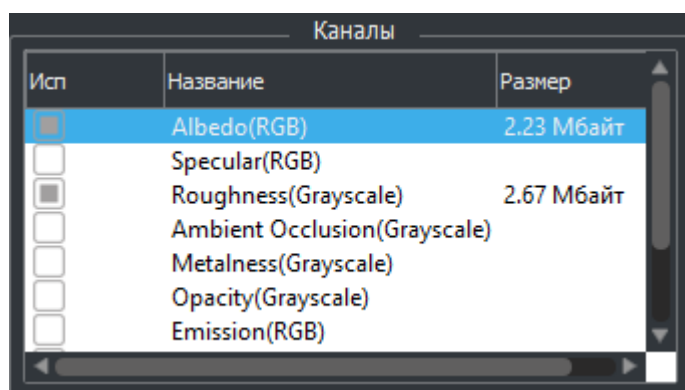 Каналы
Исп Название Размер
Albedo(RGB) 2.23 Мбайт
Specular(RGB)
Roughness(Grayscale) 2.67 Мбайт
Ambient Occlusion(Grayscale)
Metalness(Grayscale)
Opacity(Grayscale)
Emission(RGB)